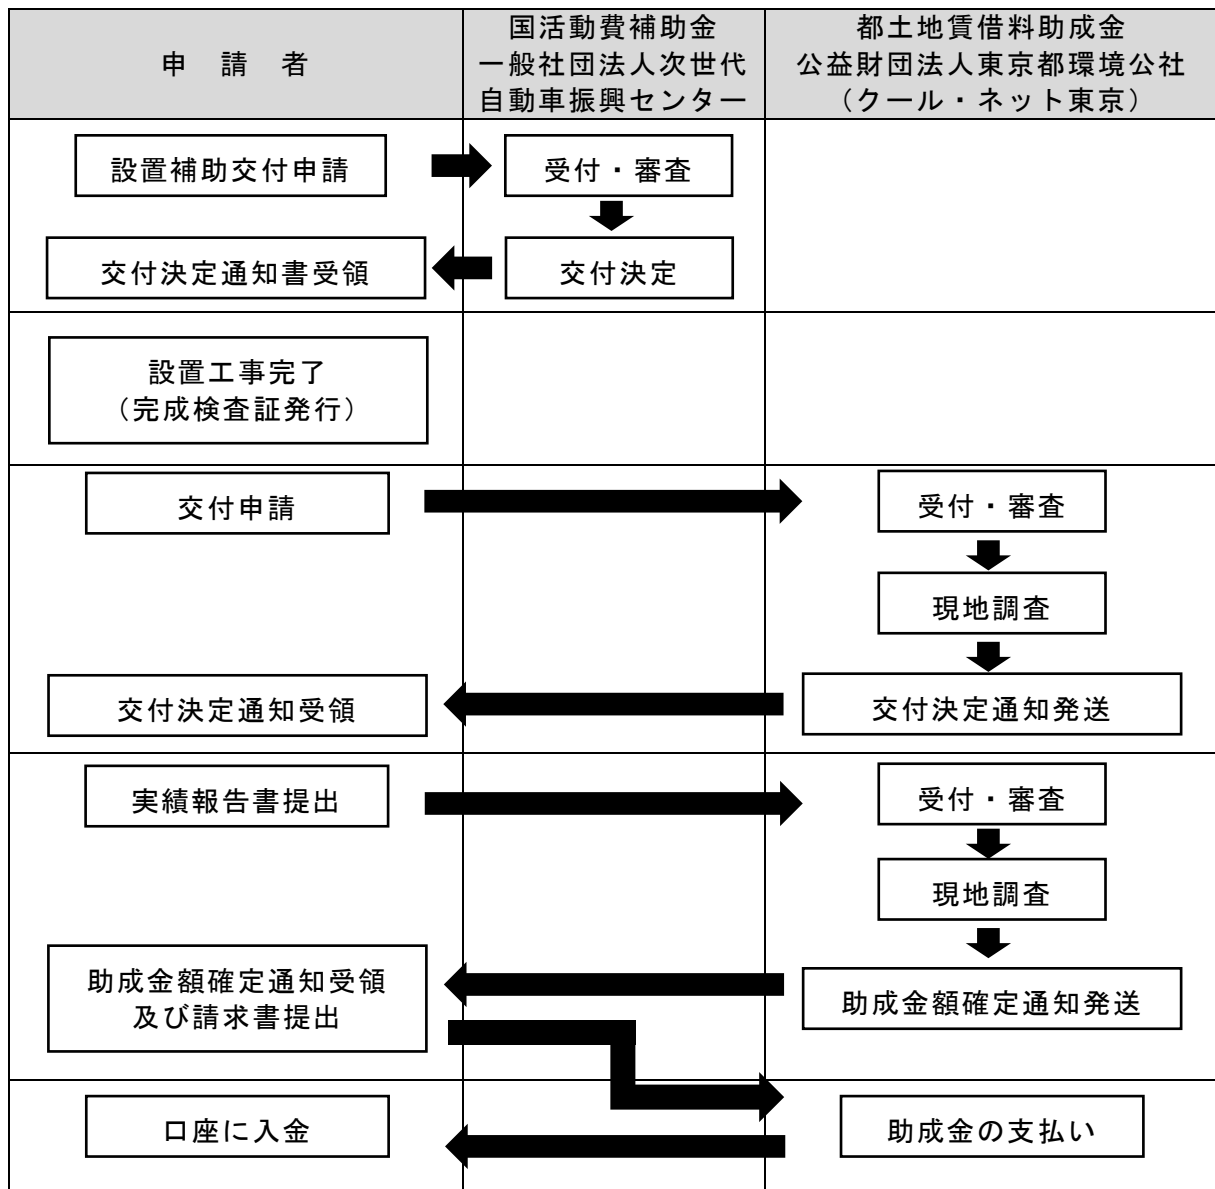 申　請　者
国活動費補助金
一般社団法人次世代
自動車振興センター
都土地賃借料助成金
公益財団法人東京都環境公社
（クール・ネット東京）
設置補助交付申請
受付・審査
交付決定通知書受領
交付決定
設置工事完了
（完成検査証発行）
交付申請
受付・審査
現地調査
交付決定通知受領
交付決定通知発送
実績報告書提出
受付・審査
現地調査
助成金額確定通知受領
及び請求書提出
助成金額確定通知発送
口座に入金
助成金の支払い